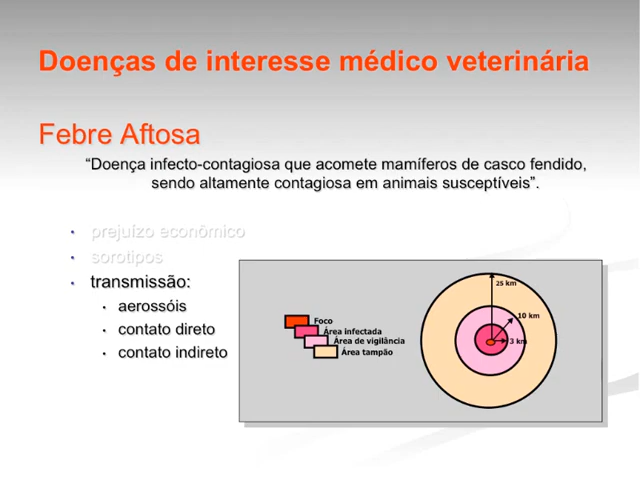 Doenças de interesse médico veterinária
Febre Aftosa
“Doença infecto-contagiosa que acomete mamíferos de casco fendido,
sendo altamente contagiosa em animais susceptíveis”.
• prejuízo econômico
• sorotipos
• transmissão:
• aerossóis
• contato direto
• contato indireto
Foco
Área infectada
Área de vigilância
Área tampão
25 km
10 km
3 km